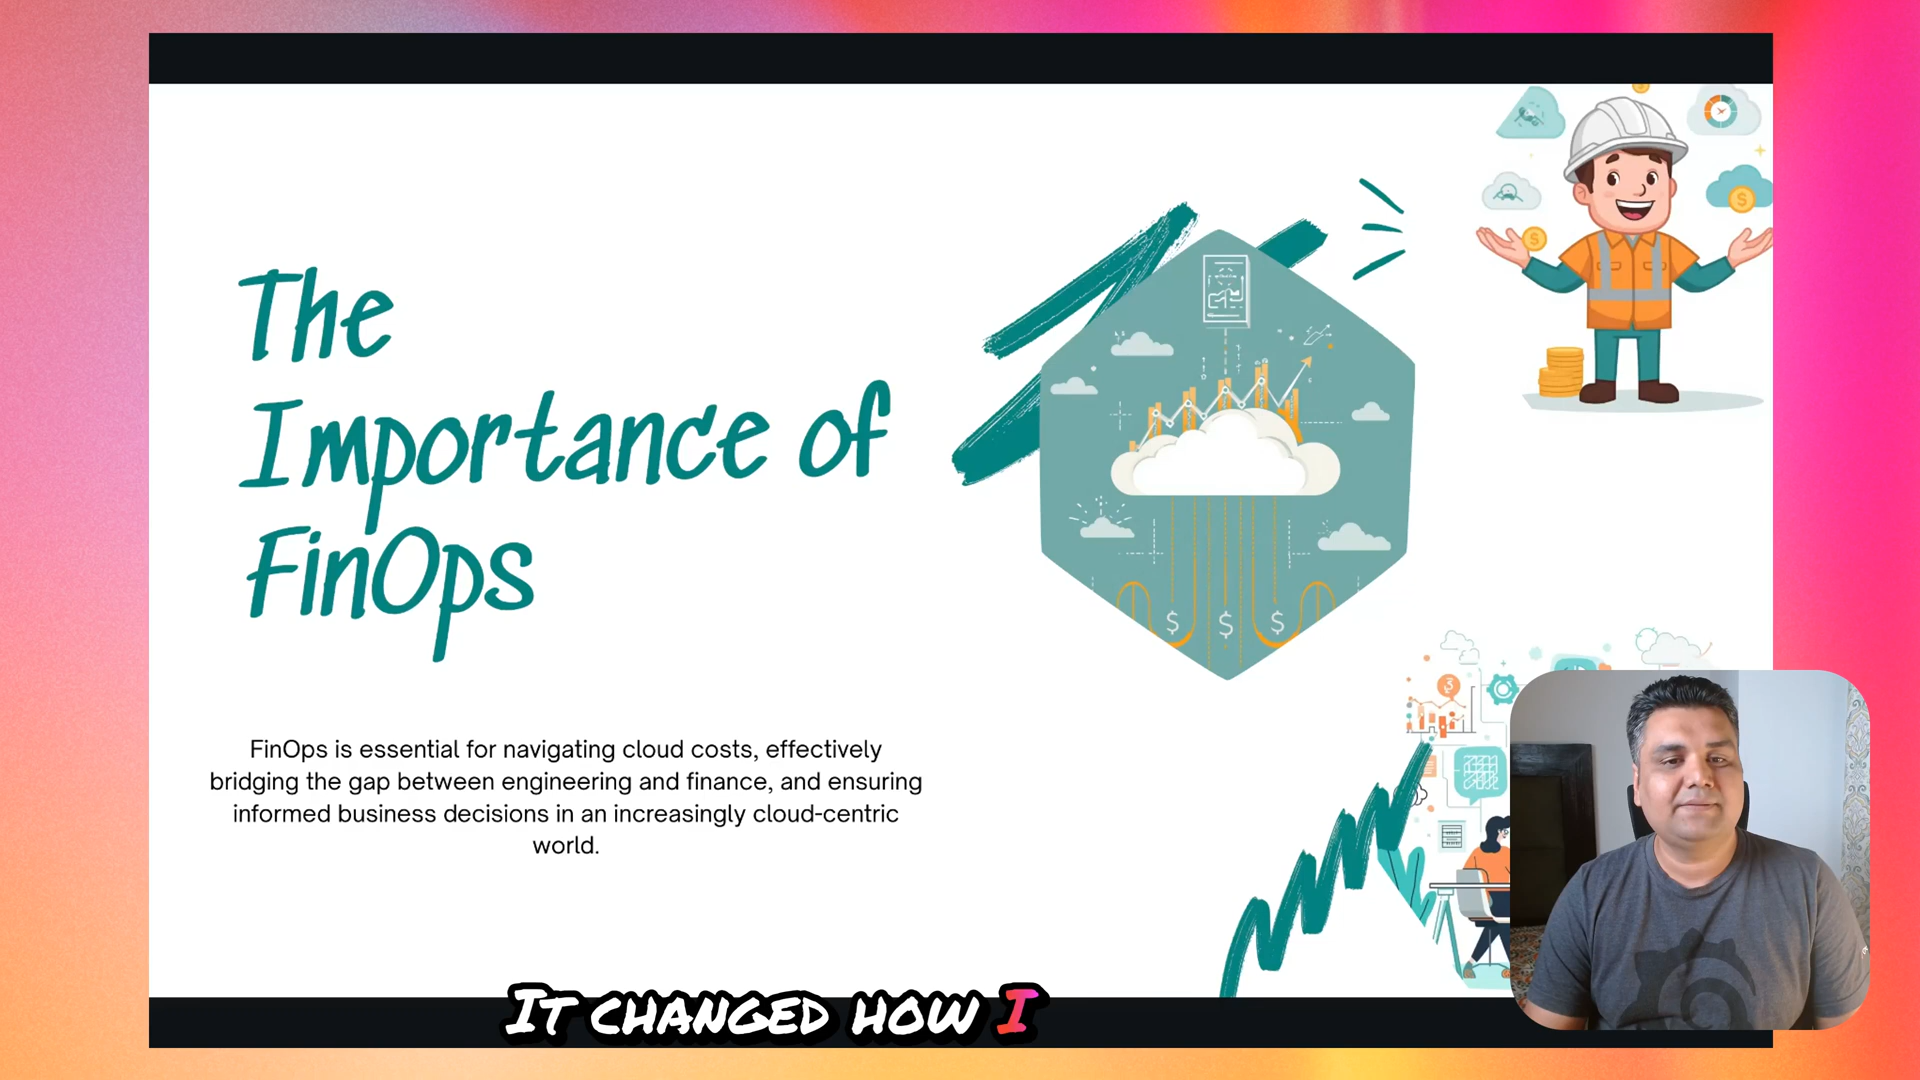 The
Importance of
FinOps
FinOps is essential for navigating cloud costs, effectively
bridging the gap between engineering and finance, and ensuring
informed business decisions in an increasingly cloud-centric
world.
$
$
$
$
$
IT CHANGED HOW I